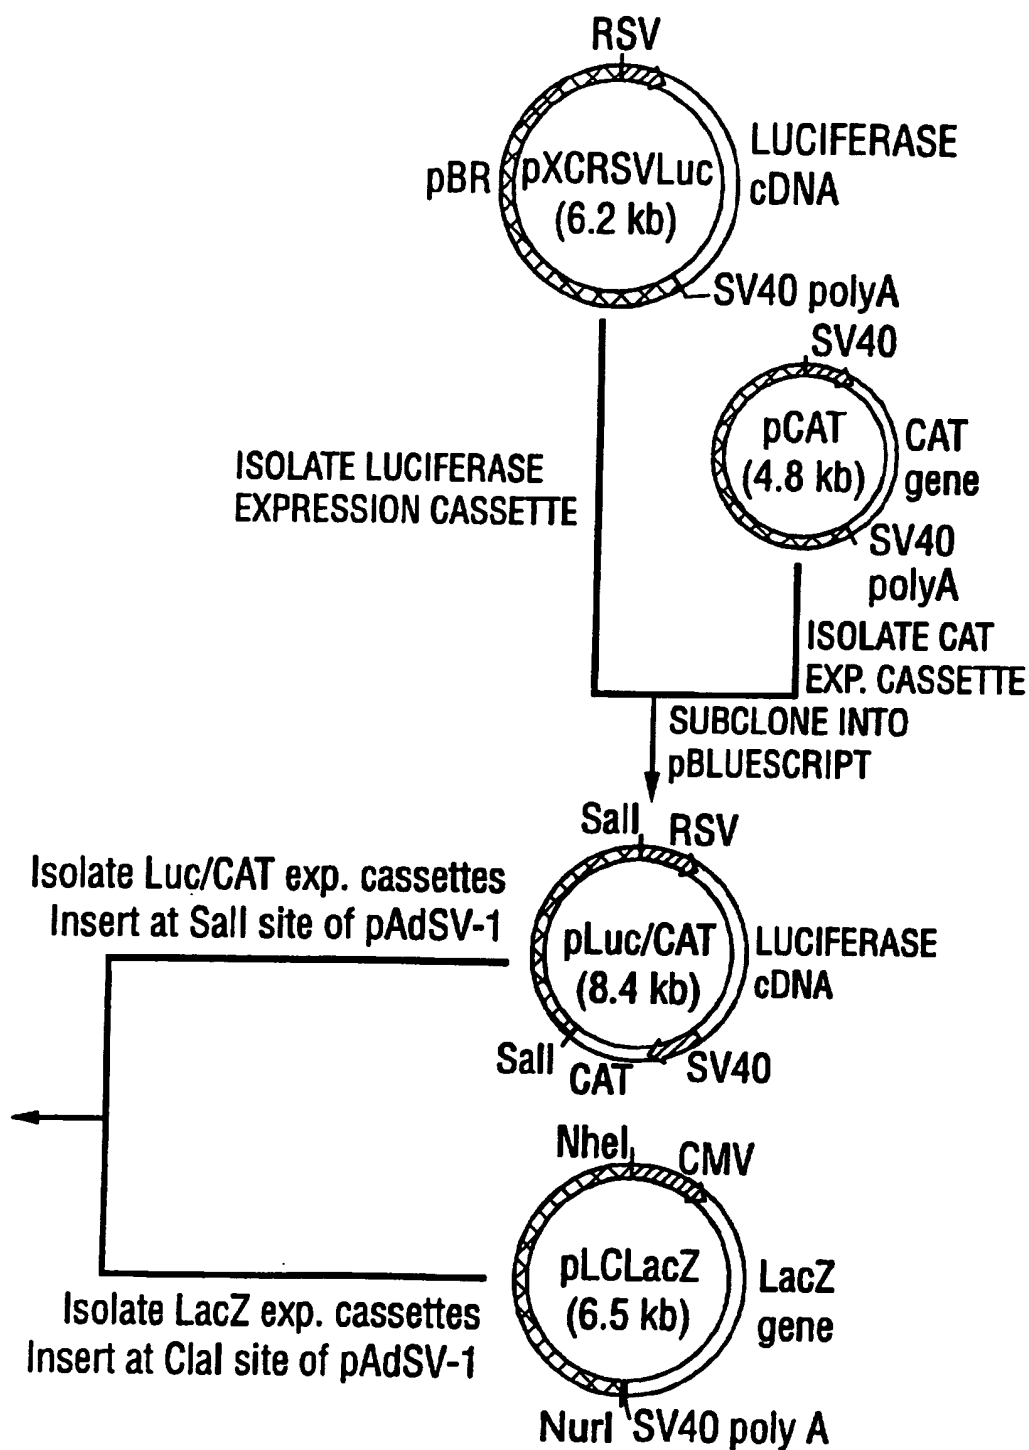 RSV
pBR
pXCRSVLuc
(6.2 kb)
LUCIFERASE
cDNA
SV40 polyA
SV40
pCAT
(4.8 kb)
CAT
gene
SV40
polyA
ISOLATE LUCIFERASE
EXPRESSION CASSETTE
ISOLATE CAT
EXP. CASSETTE
SUBCLONE INTO
pBLUESCRIPT
SalI
RSV
Isolate Luc/CAT exp. cassettes
Insert at SalI site of pAdSV-1
pLuc/CAT
(8.4 kb)
LUCIFERASE
cDNA
SalI
CAT
SV40
NheI
CMV
pLCLacZ
(6.5 kb)
LacZ
gene
Isolate LacZ exp. cassettes
Insert at ClaI site of pAdSV-1
NurI
SV40 poly A